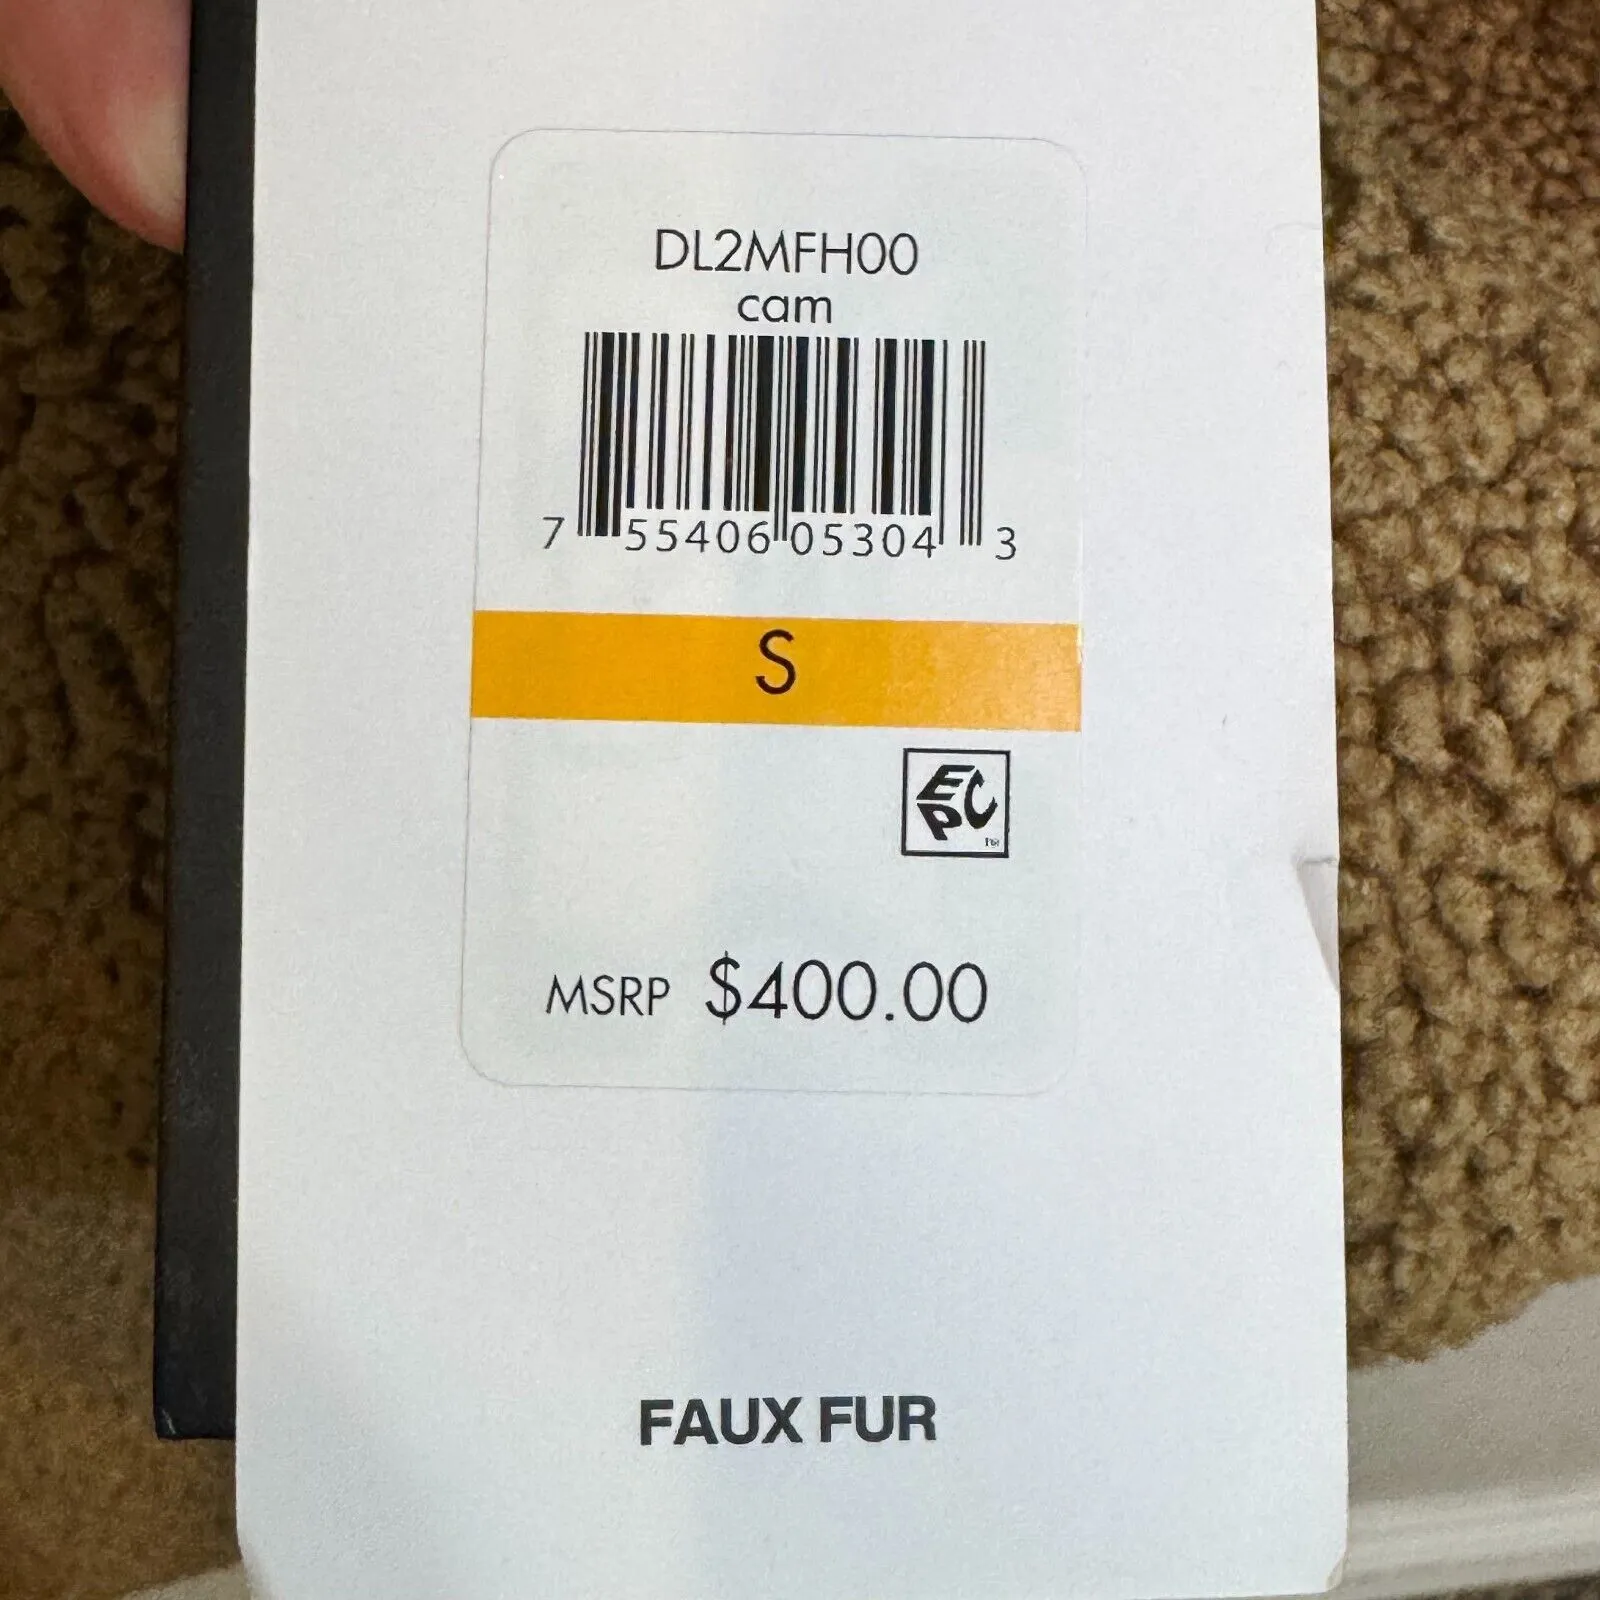 DL2MFH00
cam
7 55406 05304 3
S
EPC
MSRP $400.00
FAUX FUR